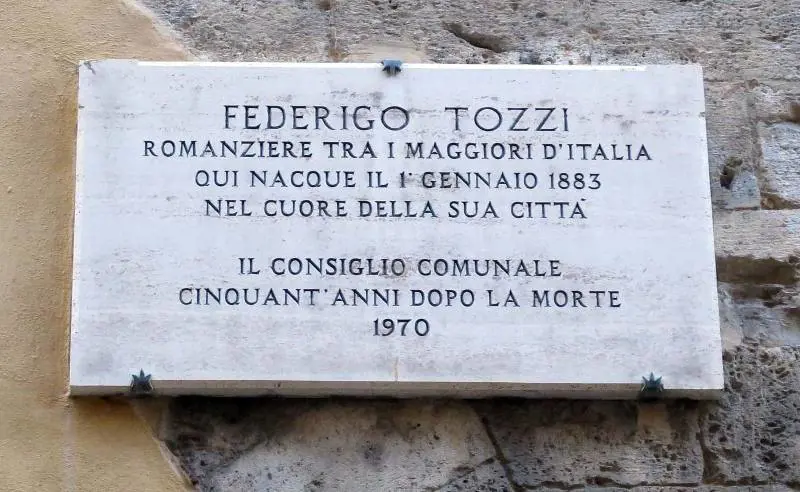 FEDERIGO TOZZI
ROMANZIERE TRA I MAGGIORI D'ITALIA
QUI NACQUE IL 1° GENNAIO 1883
NEL CUORE DELLA SUA CITTÀ
IL CONSIGLIO COMUNALE
CINQUANT'ANNI DOPO LA MORTE
1970